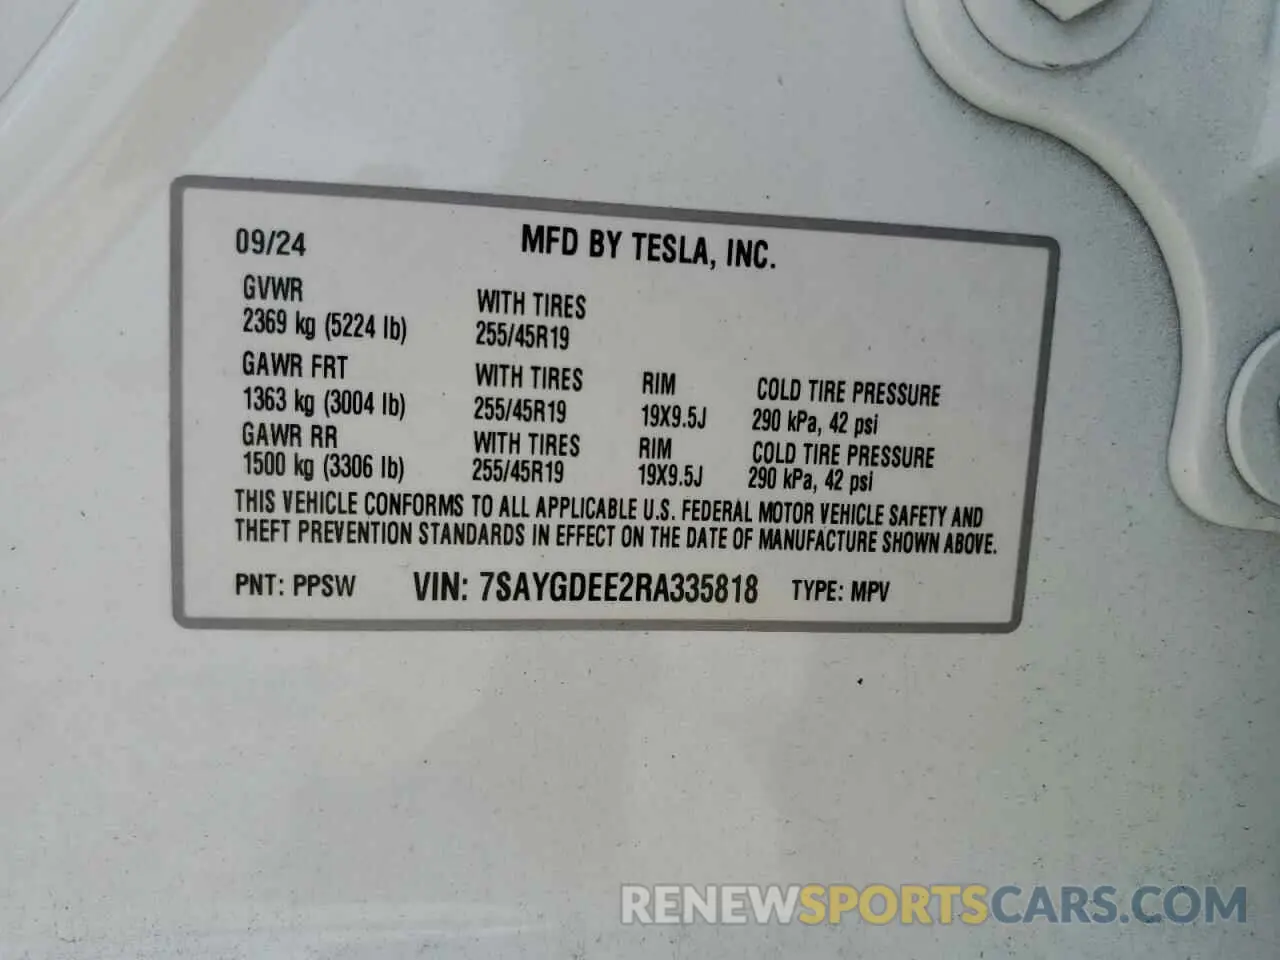 09/24 MFD BY TESLA, INC.
GVWR WITH TIRES
2369 kg (5224 lb) 255/45R19
GAWR FRT WITH TIRES RIM COLD TIRE PRESSURE
1363 kg (3004 lb) 255/45R19 19X9.5J 290 kPa, 42 psi
GAWR RR WITH TIRES RIM COLD TIRE PRESSURE
1500 kg (3306 lb) 255/45R19 19X9.5J 290 kPa, 42 psi
THIS VEHICLE CONFORMS TO ALL APPLICABLE U.S. FEDERAL MOTOR VEHICLE SAFETY AND
THEFT PREVENTION STANDARDS IN EFFECT ON THE DATE OF MANUFACTURE SHOWN ABOVE.
PNT: PPSW VIN: 7SAYGDEE2RA335818 TYPE: MPV
RENEWSPORTSCARS.COM